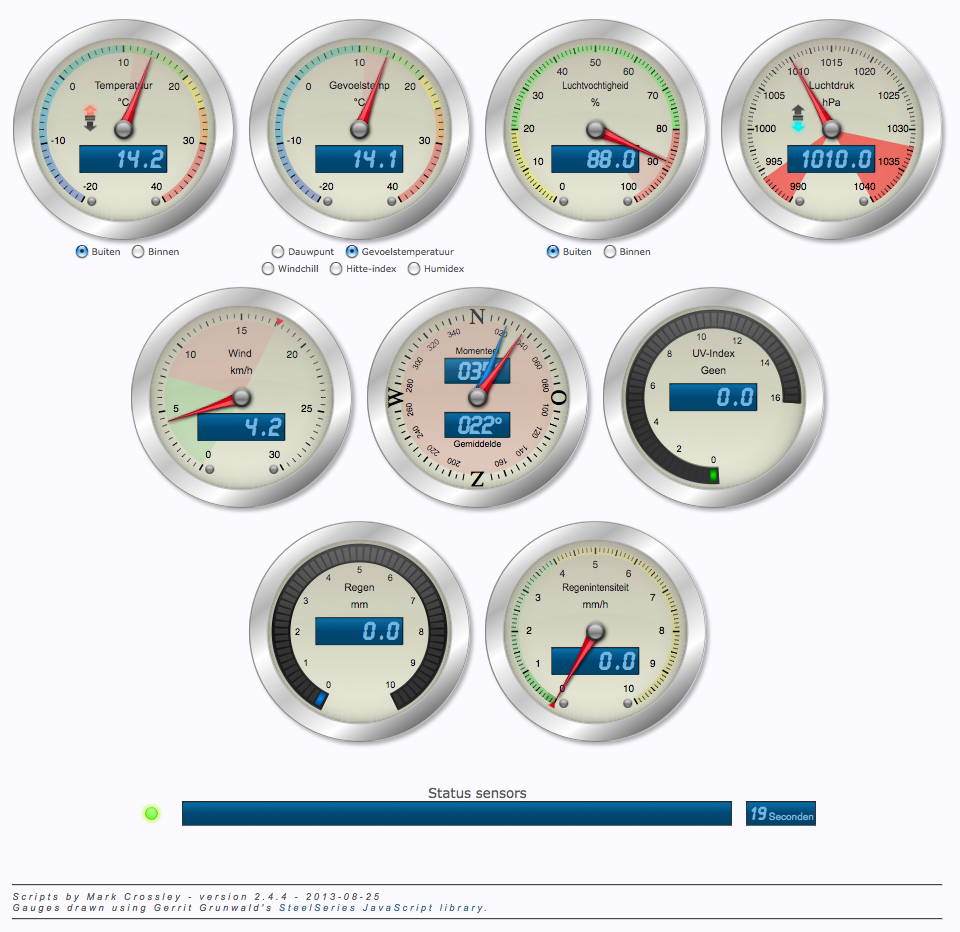 Temperatuur
°C
-20 -10 0 10 20 30 40
14.2
Gevoelstemp
°C
-20 -10 0 10 20 30 40
14.1
Luchtvochtigheid
%
0 10 20 30 40 50 60 70 80 90 100
88.0
Luchtdruk
hPa
990 995 1000 1005 1010 1015 1020 1025 1030 1035 1040
1010.0
Buiten Binnen
Dauwpunt Gevoelstemperatuur
Windchill Hitte-index Humidex
Buiten Binnen
Wind
km/h
0 5 10 15 20 25 30
4.2
N
O
Z
W
020 040 060 080 100 120 140 160 200 220 240 260 280 300 320 340
022°
Gemiddelde
UV-Index
Geen
0 2 4 6 8 10 12 14 16
0.0
Regen
mm
0 1 2 3 4 5 6 7 8 9 10
0.0
Regenintensiteit
mm/h
0 1 2 3 4 5 6 7 8 9 10
0.0
Status sensors
19 Seconden
Scripts by Mark Crossley - version 2.4.4 - 2013-08-25
Gauges drawn using Gerrit Grunwald's SteelSeries JavaScript library.